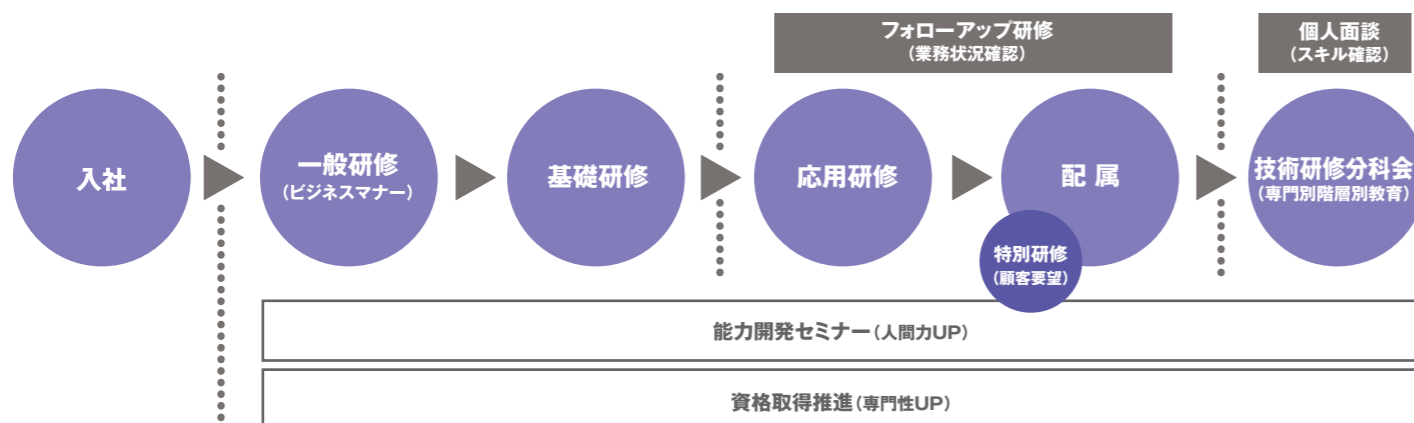 フォローアップ研修
（業務状況確認）
個人面談
（スキル確認）
入社
一般研修
（ビジネスマナー）
基礎研修
応用研修
配属
特別研修
（顧客要望）
技術研修分科会
（専門別階層別教育）
能力開発セミナー（人間力UP）
資格取得推進（専門性UP）